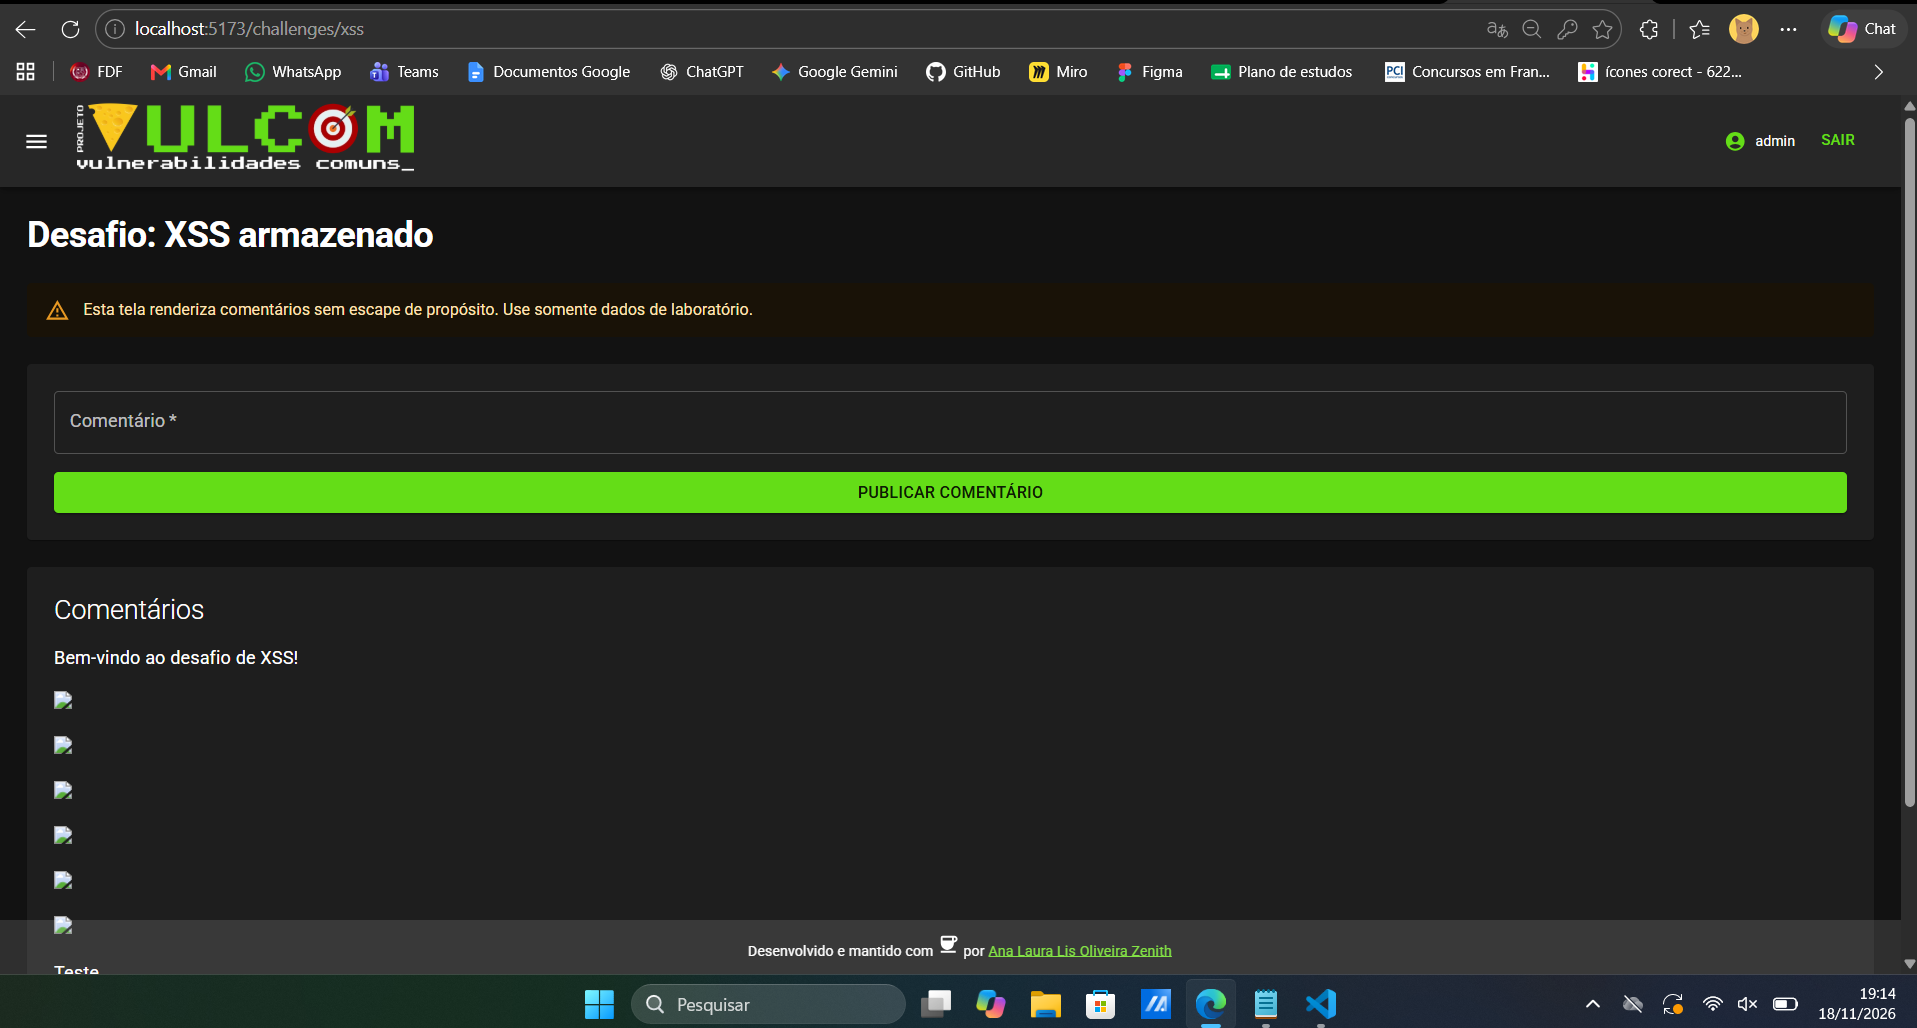 localhost:5173/challenges/xss
Chat
FDF
Gmail
WhatsApp
Teams
Documentos Google
ChatGPT
Google Gemini
GitHub
Miro
Figma
Plano de estudos
PCI
Concursos em Fran...
ícones corect - 622...
PROJETO
VULCOM
vulnerabilidades comuns_
admin
SAIR
Desafio: XSS armazenado
Esta tela renderiza comentários sem escape de propósito. Use somente dados de laboratório.
Comentário *
PUBLICAR COMENTÁRIO
Comentários
Bem-vindo ao desafio de XSS!
Desenvolvido e mantido com por Ana Laura Lis Oliveira Zenith
Teste
Pesquisar
19:14
18/11/2026